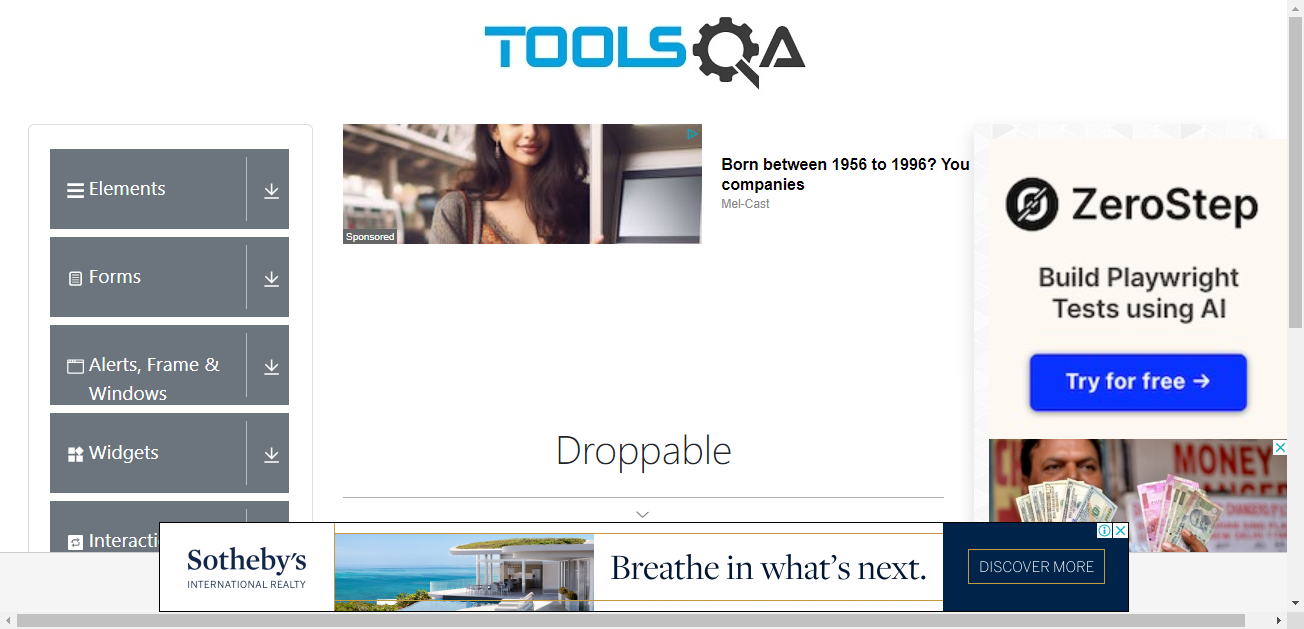 TOOLSQA
Elements
Forms
Alerts, Frame &
Windows
Widgets
Interacti
Sponsored
Born between 1956 to 1996? You
companies
Mel-Cast
Droppable
ZeroStep
Build Playwright
Tests using AI
Try for free →
MONEY
Sotheby's
INTERNATIONAL REALTY
Breathe in what's next.
DISCOVER MORE